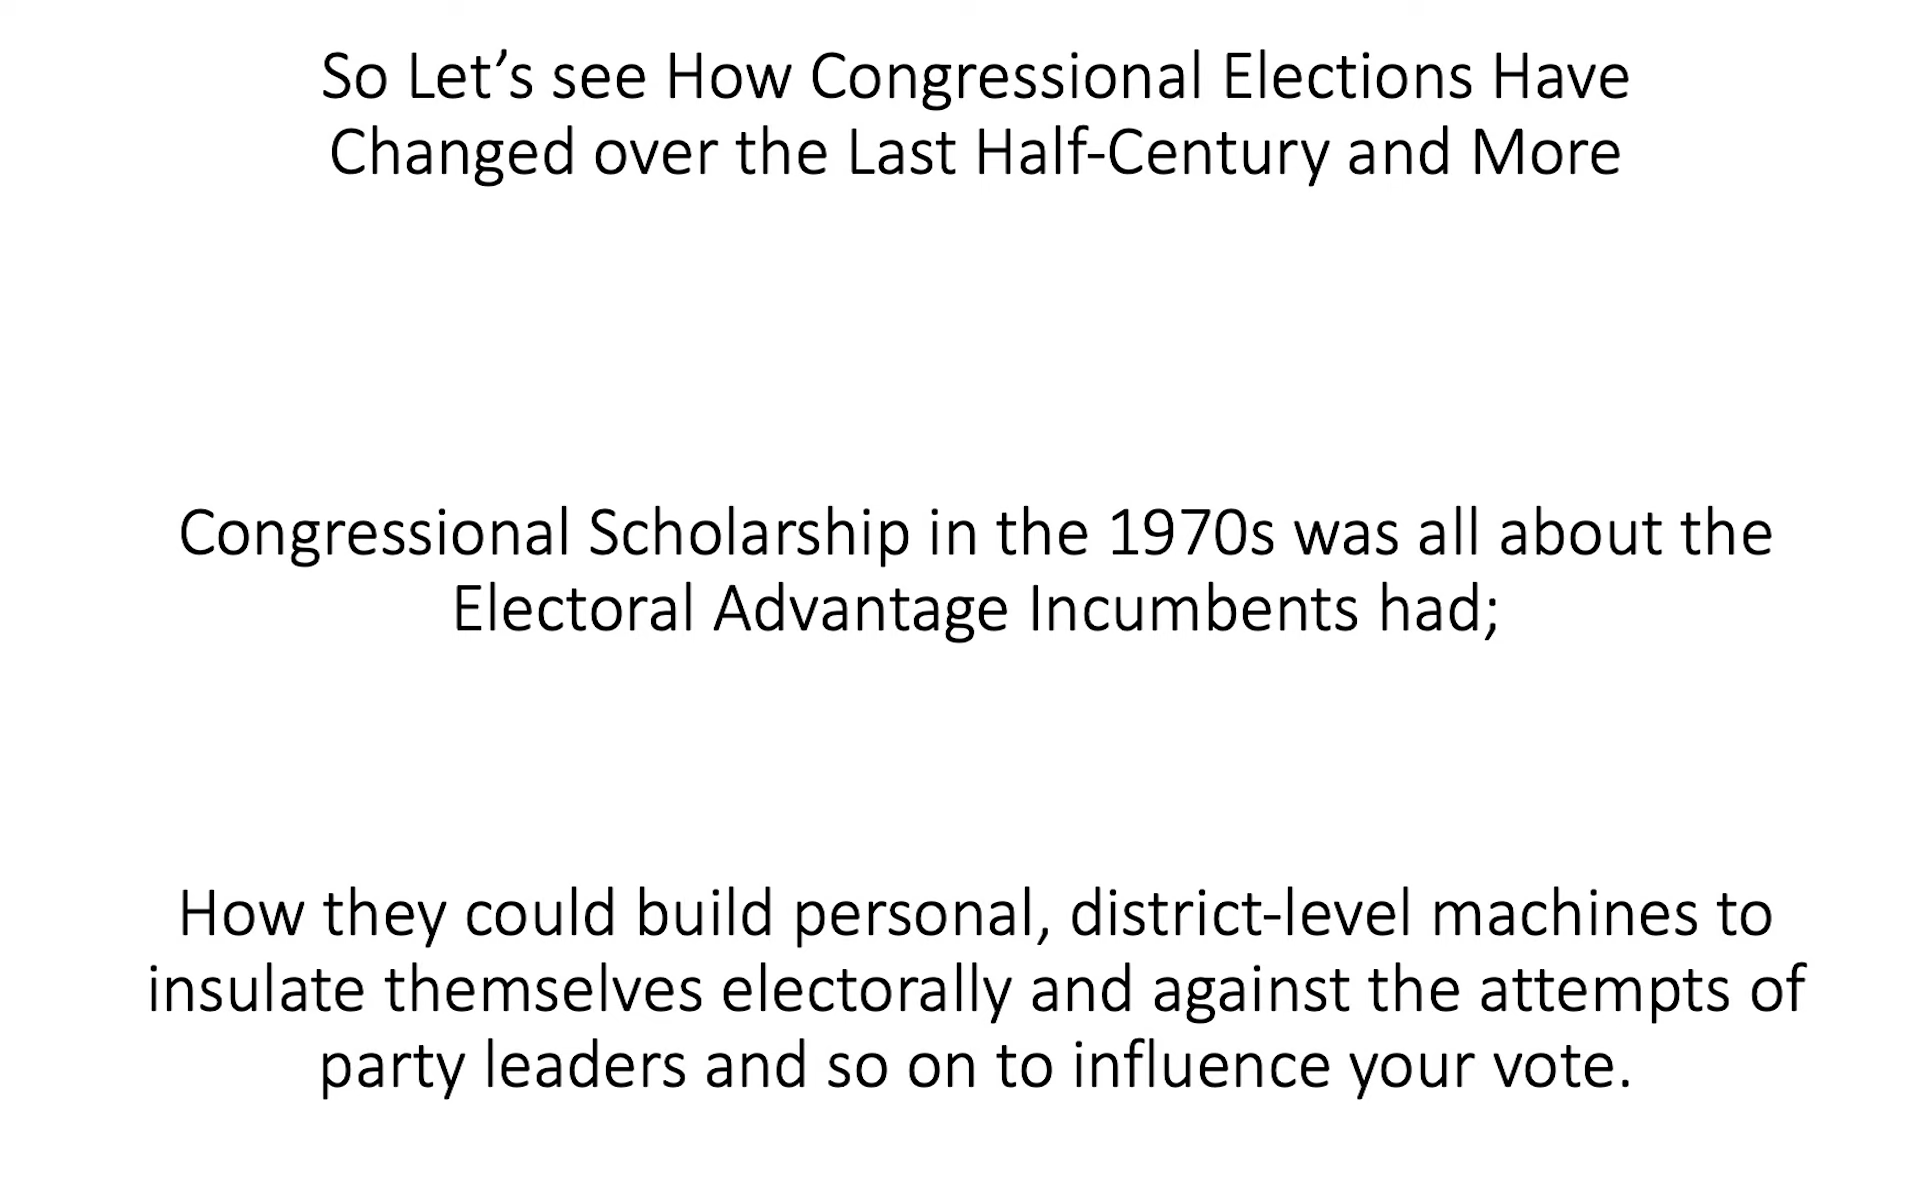 So Let’s see How Congressional Elections Have
Changed over the Last Half-Century and More
Congressional Scholarship in the 1970s was all about the
Electoral Advantage Incumbents had;
How they could build personal, district-level machines to
insulate themselves electorally and against the attempts of
party leaders and so on to influence your vote.